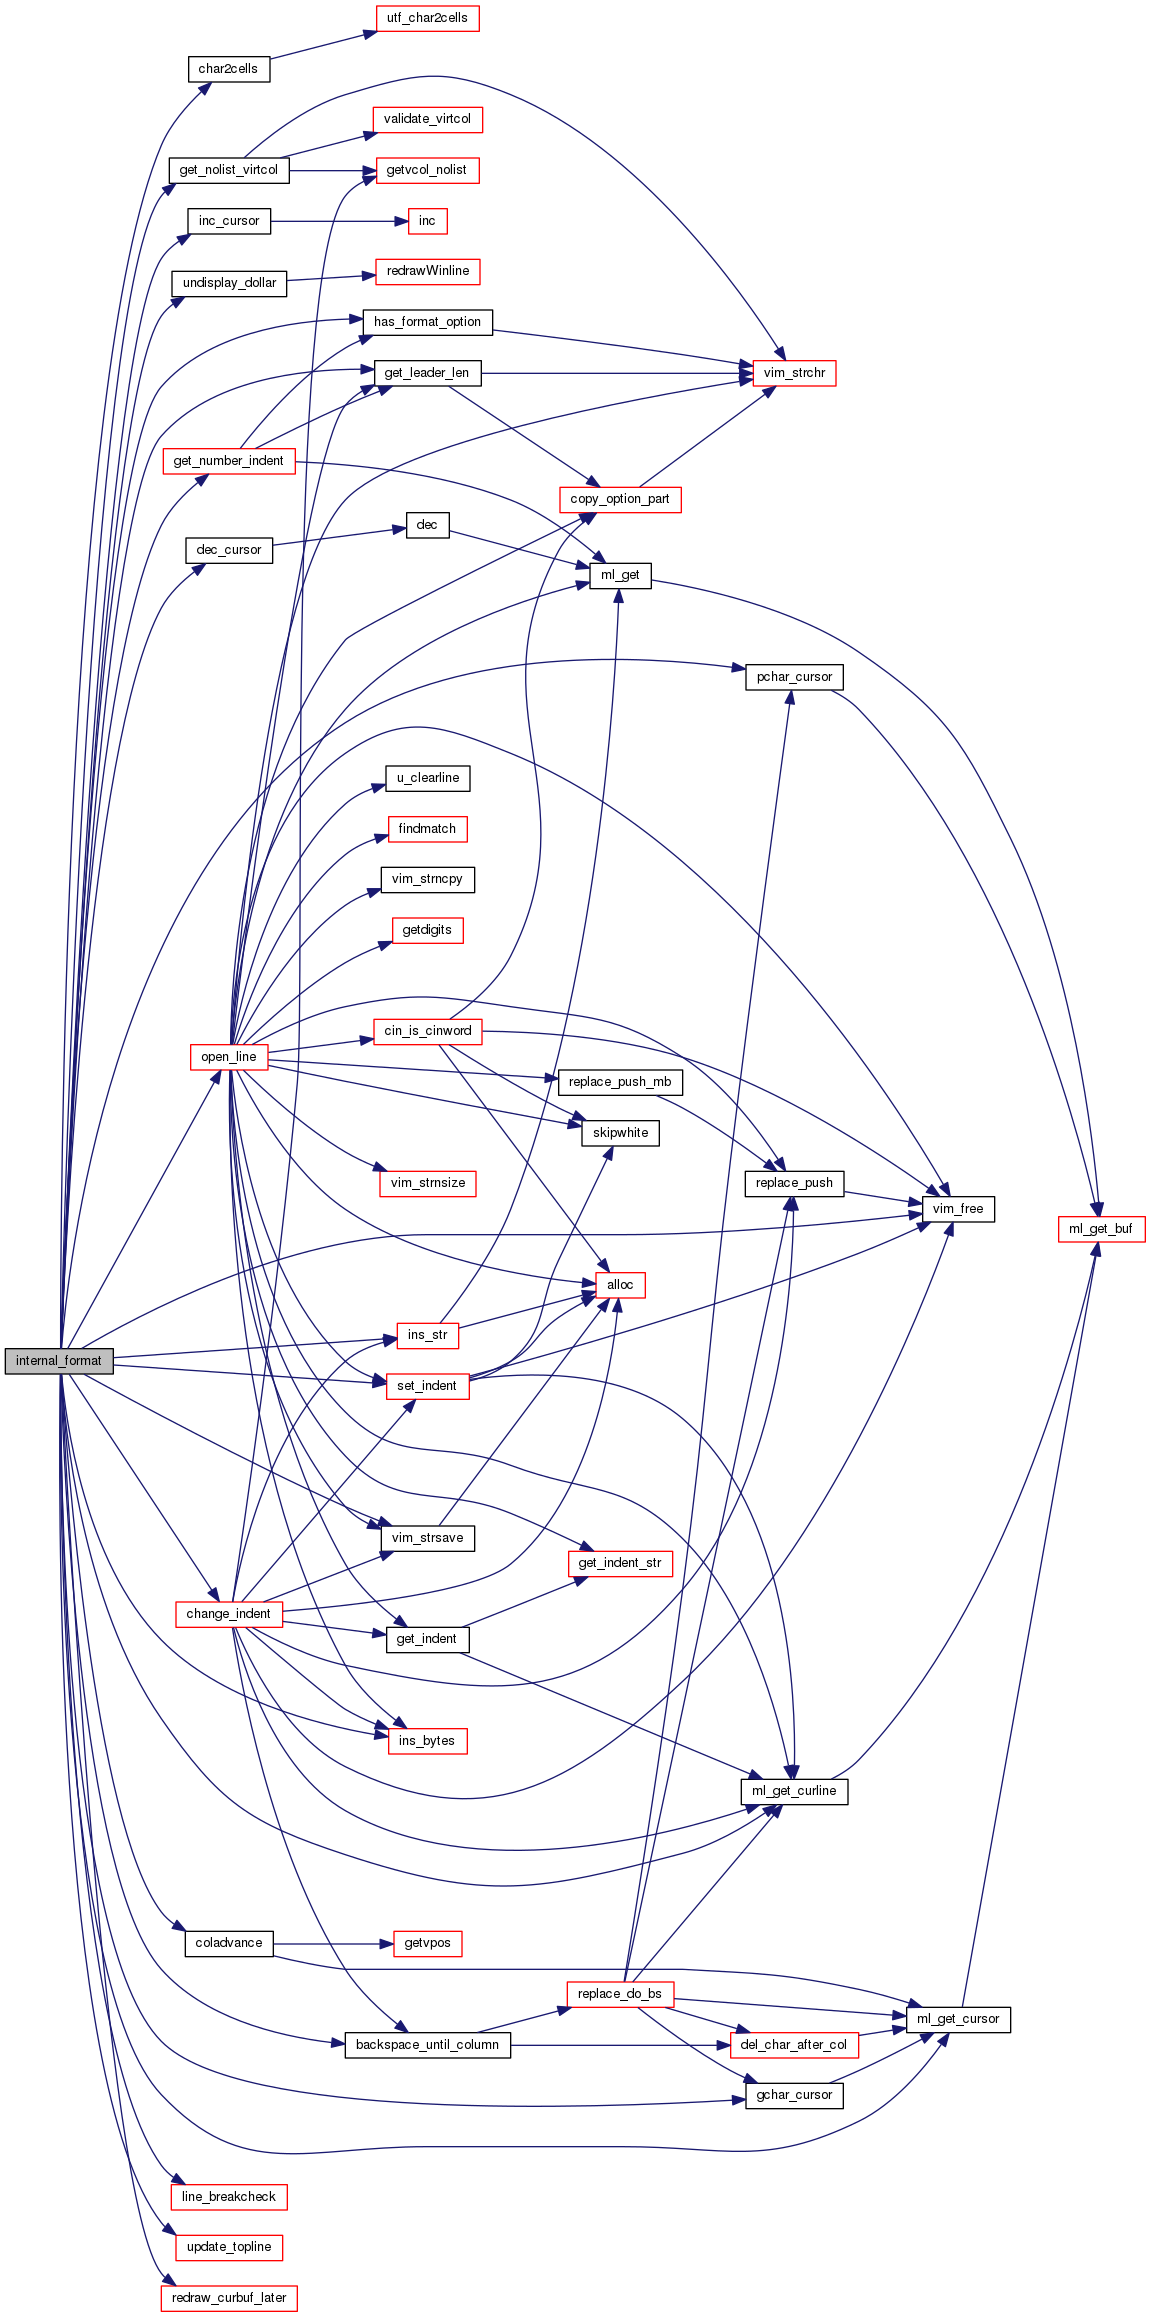 utf_char2cells
char2cells
validate_virtcol
get_nolist_virtcol
getvcol_nolist
inc_cursor
inc
redrawWinline
undisplay_dollar
has_format_option
get_leader_len
vim_strchr
get_number_indent
copy_option_part
dec
dec_cursor
ml_get
pchar_cursor
u_clearline
findmatch
vim_strncpy
getdigits
cin_is_cinword
open_line
replace_push_mb
skipwhite
vim_strnsize
replace_push
vim_free
ml_get_buf
alloc
ins_str
internal_format
set_indent
vim_strsave
get_indent_str
change_indent
get_indent
ins_bytes
ml_get_curline
coladvance
getvpos
replace_do_bs
ml_get_cursor
backspace_until_column
del_char_after_col
gchar_cursor
line_breakcheck
update_topline
redraw_curbuf_later